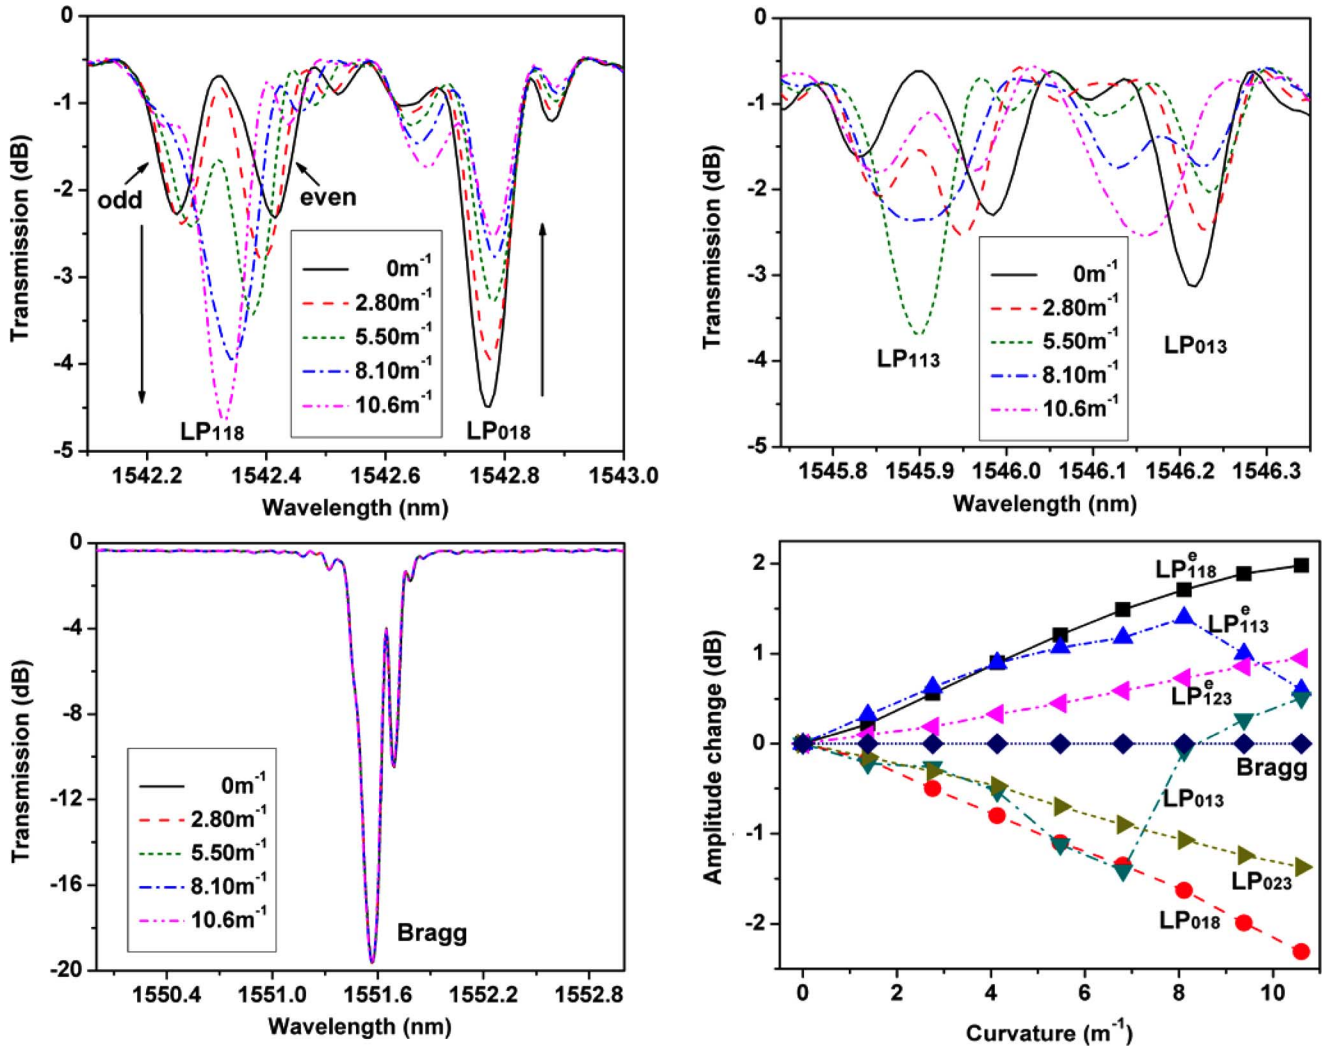 0
-1
-2
-3
-4
-5
Transmission (dB)
odd
even
0m⁻¹
2.80m⁻¹
5.50m⁻¹
8.10m⁻¹
10.6m⁻¹
LP118
LP018
1542.2 1542.4 1542.6 1542.8 1543.0
Wavelength (nm)
0
-1
-2
-3
-4
-5
Transmission (dB)
0m⁻¹
2.80m⁻¹
5.50m⁻¹
8.10m⁻¹
10.6m⁻¹
LP113
LP013
1545.8 1545.9 1546.0 1546.1 1546.2 1546.3
Wavelength (nm)
0
-4
-8
-12
-16
-20
Transmission (dB)
0m⁻¹
2.80m⁻¹
5.50m⁻¹
8.10m⁻¹
10.6m⁻¹
Bragg
1550.4 1551.0 1551.6 1552.2 1552.8
Wavelength (nm)
2
1
0
-1
-2
Amplitude change (dB)
LP118e
LP113e
LP123e
Bragg
LP013
LP023
LP018
0 2 4 6 8 10
Curvature (m⁻¹)